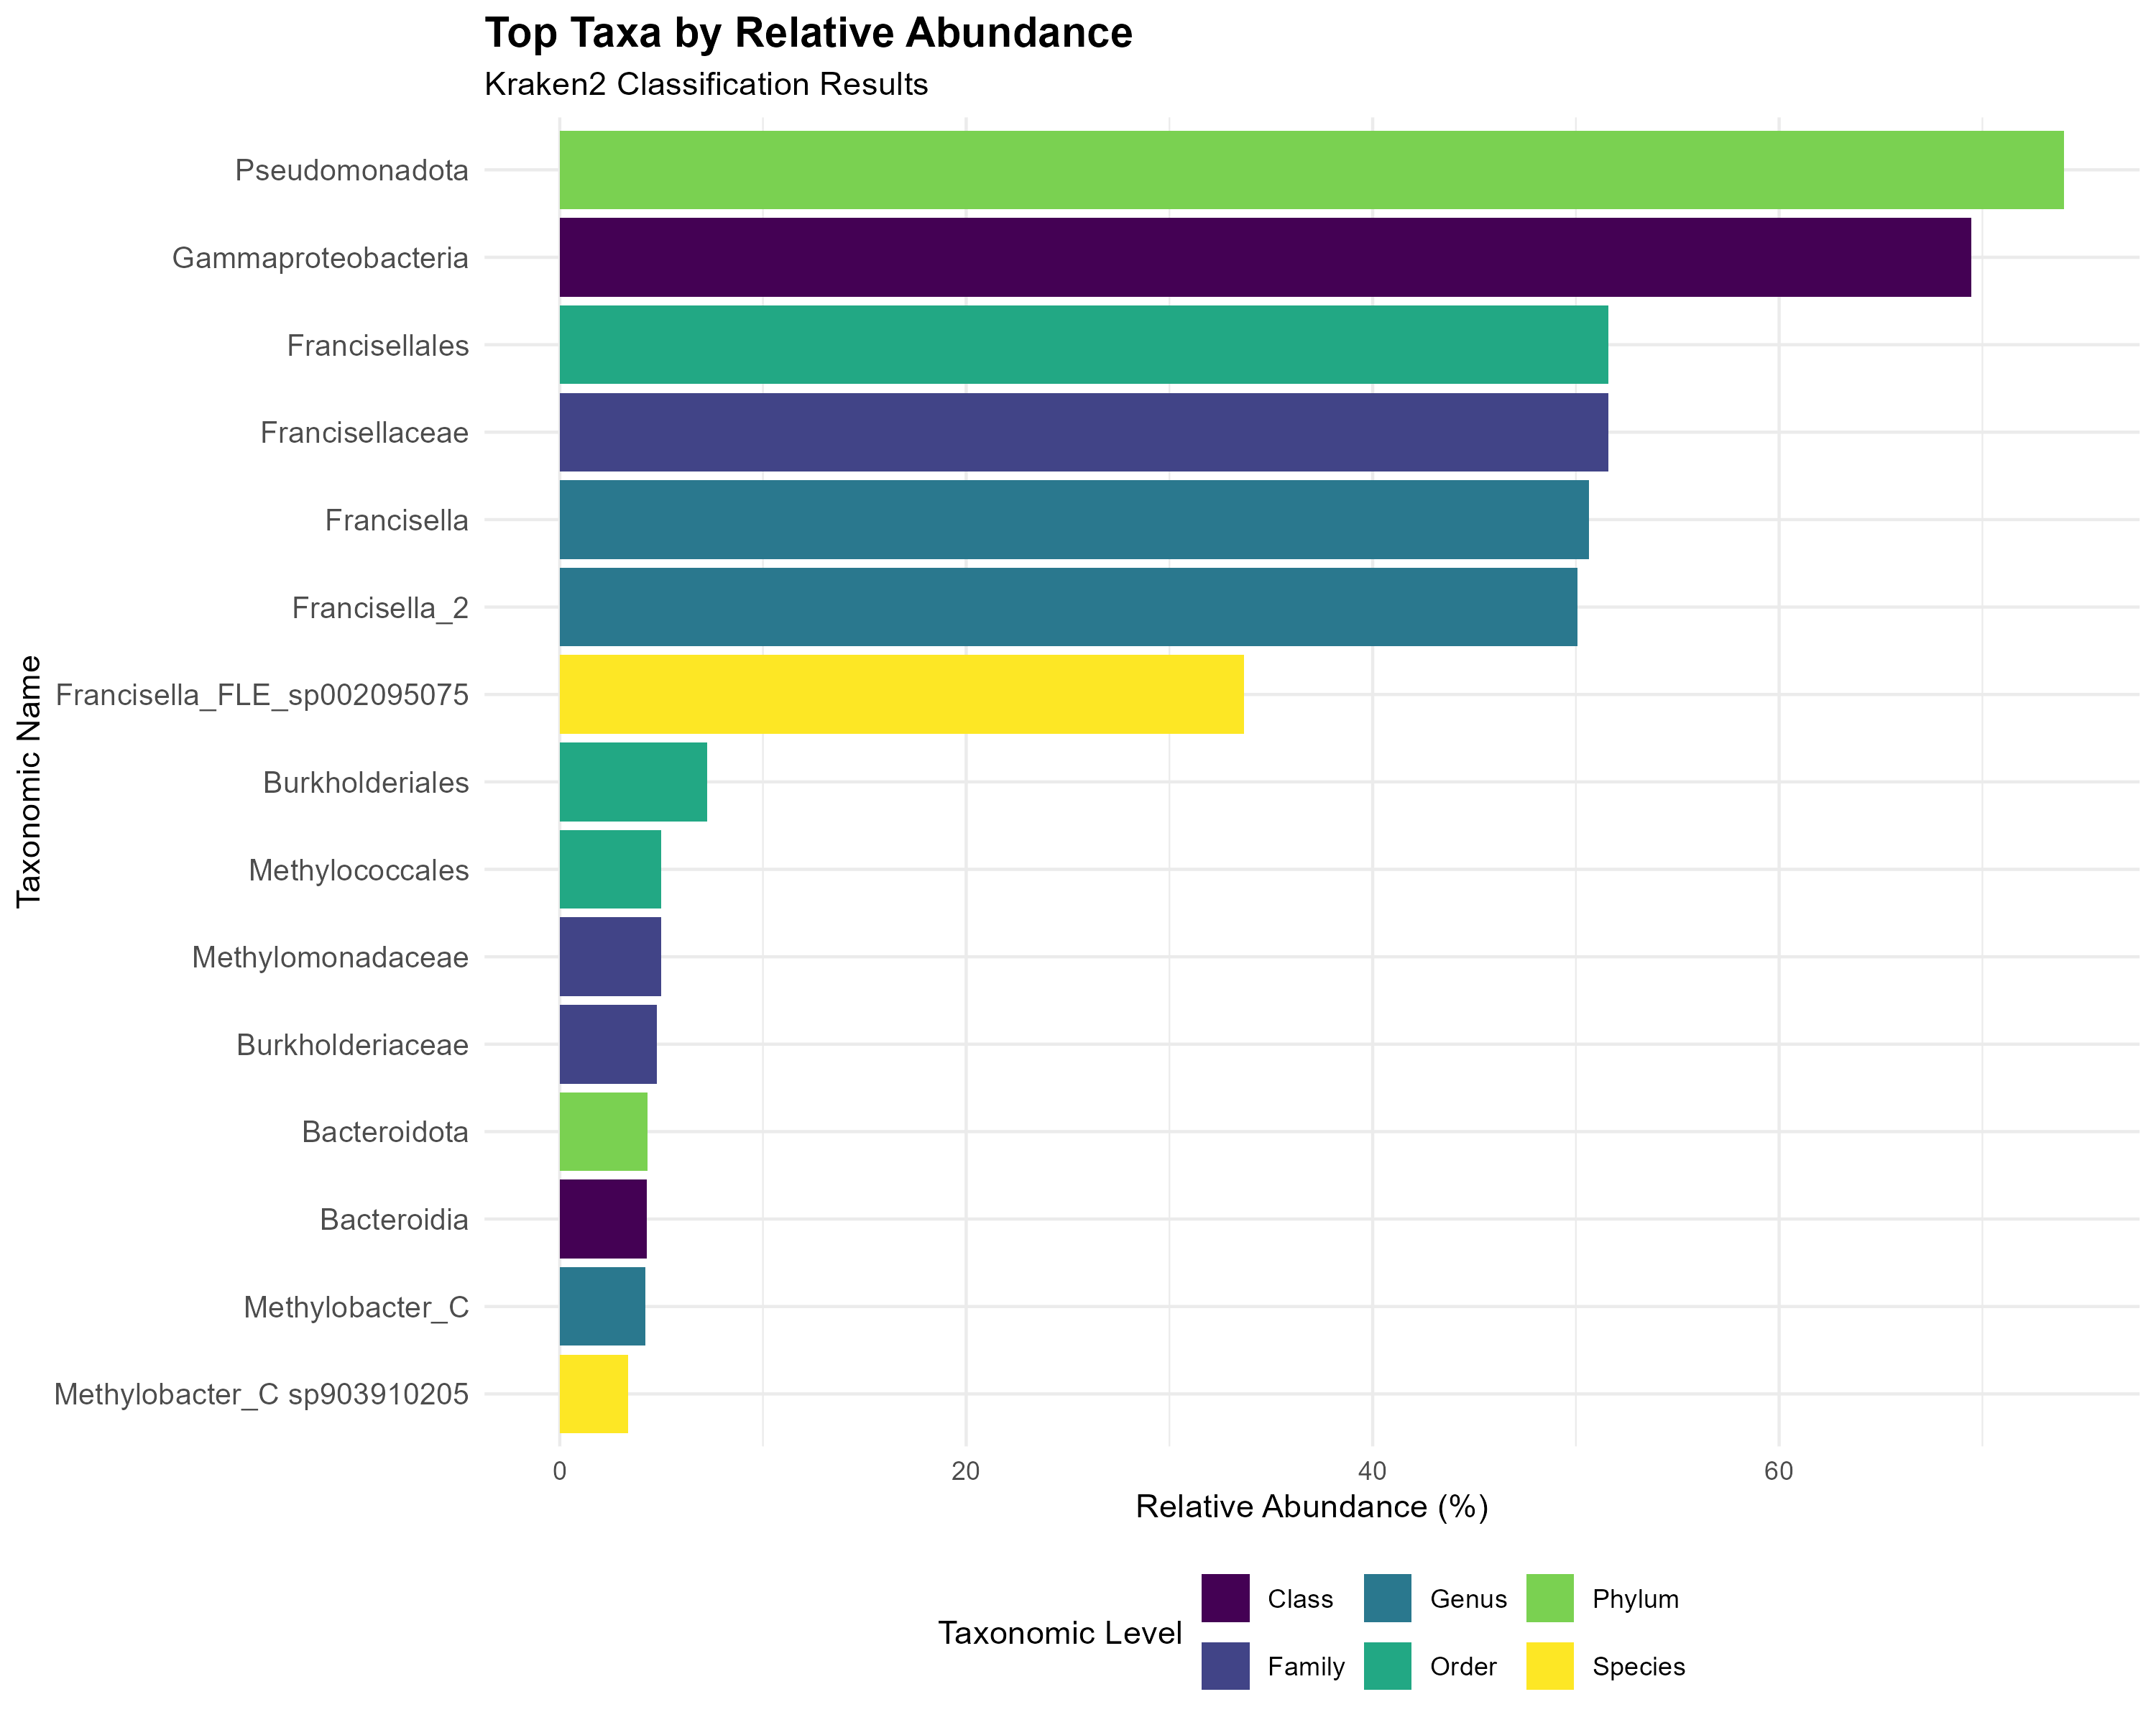 Top Taxa by Relative Abundance
Kraken2 Classification Results
Taxonomic Name
Pseudomonadota
Gammaproteobacteria
Francisellales
Francisellaceae
Francisella
Francisella_2
Francisella_FLE_sp002095075
Burkholderiales
Methylococcales
Methylomonadaceae
Burkholderiaceae
Bacteroidota
Bacteroidia
Methylobacter_C
Methylobacter_C sp903910205
0 20 40 60
Relative Abundance (%)
Taxonomic Level
Class Genus Phylum
Family Order Species